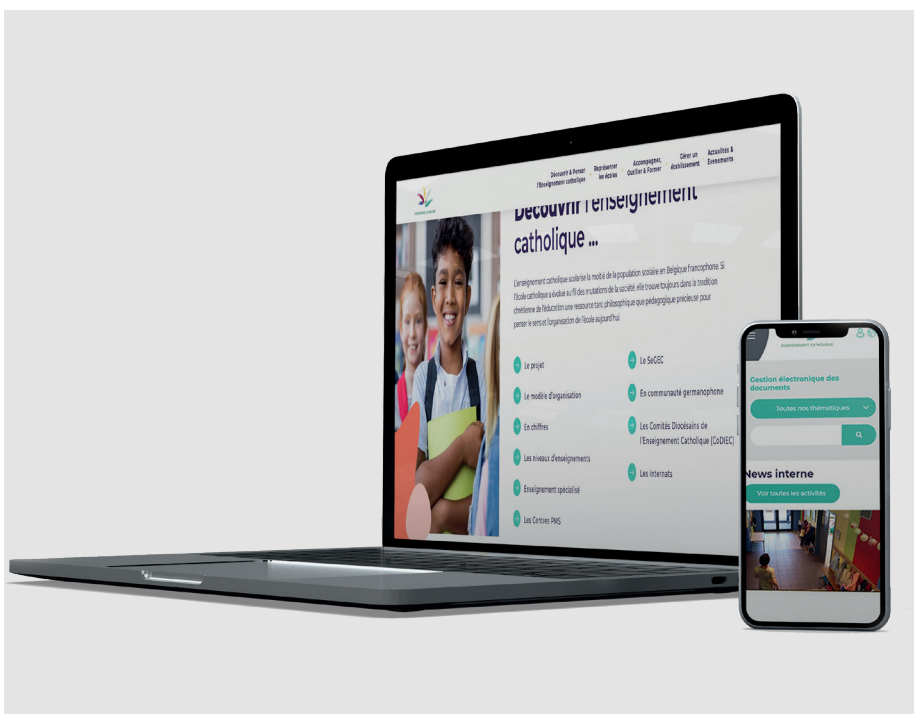 Découvrir & Penser
l'Enseignement catholique
Représenter
les écoles
Accompagner,
Outiller & Former
Gérer un
établissement
Actualités &
Evenements
Découvrir l'enseignement
catholique ...
L'enseignement catholique scolarise la moitié de la population scolaire en Belgique francophone. Si
l'école catholique a évolué au fil des mutations de la société, elle trouve toujours dans la tradition
chrétienne de l'éducation une ressource tant philosophique que pédagogique précieuse pour
penser le sens et l'organisation de l'école aujourd'hui.
Le projet
Le modèle d'organisation
En chiffres
Les niveaux d'enseignements
Enseignement spécialisé
Les Centres PMS
Le SeGEC
En communauté germanophone
Les Comités Diocésains de
l'Enseignement Catholique (CoDIEC)
Les internats
ENSEIGNEMENT CATHOLIQUE
Gestion électronique des
documents
Toutes nos thématiques
News interne
Voir toutes les activités